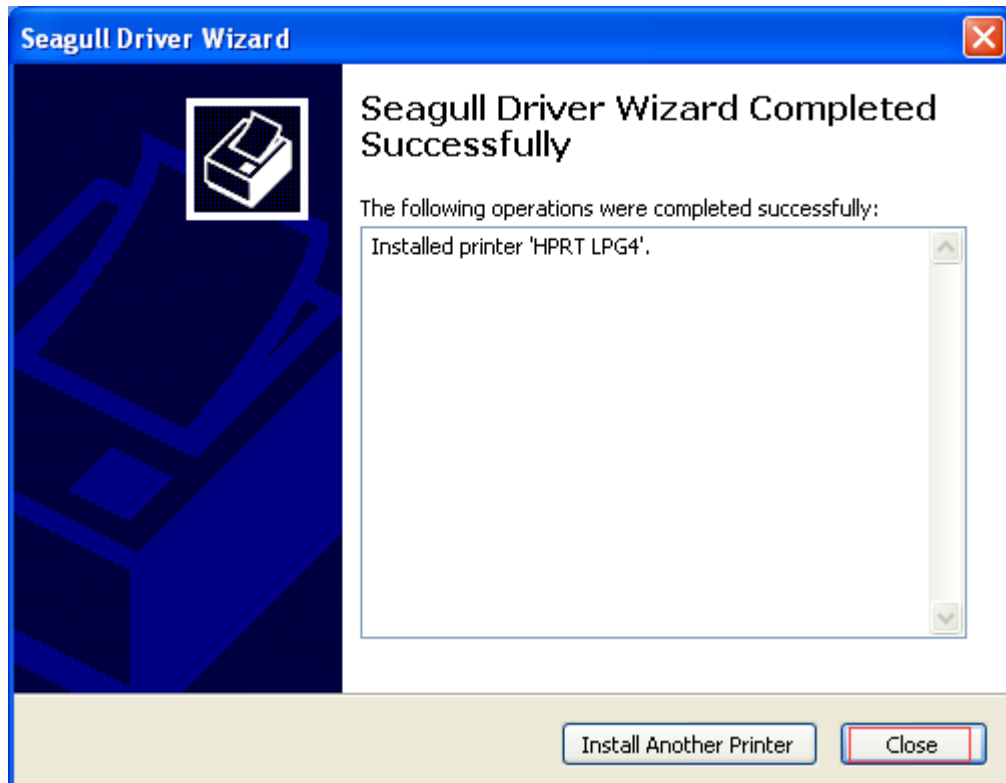 Seagull Driver Wizard
Seagull Driver Wizard Completed
Successfully
The following operations were completed successfully:
Installed printer 'HPRT LPG4'.
Install Another Printer
Close